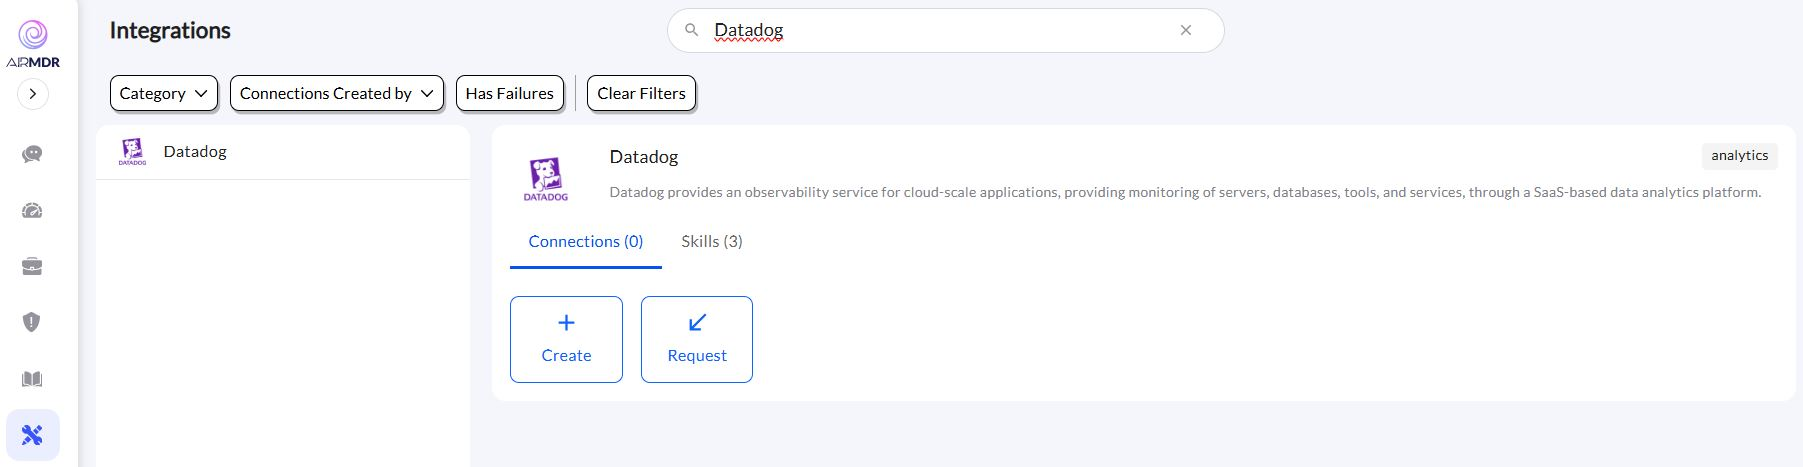 AIRMDR
Integrations
Datadog
Category
Connections Created by
Has Failures
Clear Filters
DATADOG
Datadog
DATADOG
Datadog
analytics
Datadog provides an observability service for cloud-scale applications, providing monitoring of servers, databases, tools, and services, through a SaaS-based data analytics platform.
Connections (0)
Skills (3)
Create
Request